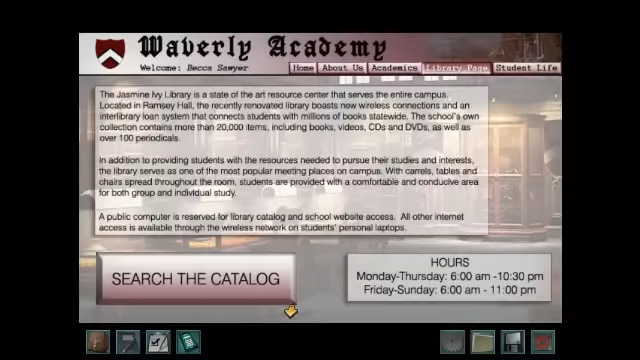 Waverly Academy
Welcome: Becca Sawyer
Home About Us Academics Library Page Student Life
The Jasmine Ivy Library is a state of the art resource center that serves the entire campus.
Located in Ramsey Hall, the recently renovated library boasts new wireless connections and an
interlibrary loan system that connects students with millions of books statewide. The school's own
collection contains more than 20,000 items, including books, videos, CDs and DVDs, as well as
over 100 periodicals.
In addition to providing students with the resources needed to pursue their studies and interests,
the library serves as one of the most popular meeting places on campus. With carrels, tables and
chairs spread throughout the room, students are provided with a comfortable and conducive area
for both group and individual study.
A public computer is reserved for library catalog and school website access. All other internet
access is available through the wireless network on students' personal laptops.
SEARCH THE CATALOG
HOURS
Monday-Thursday: 6:00 am -10:30 pm
Friday-Sunday: 6:00 am - 11:00 pm